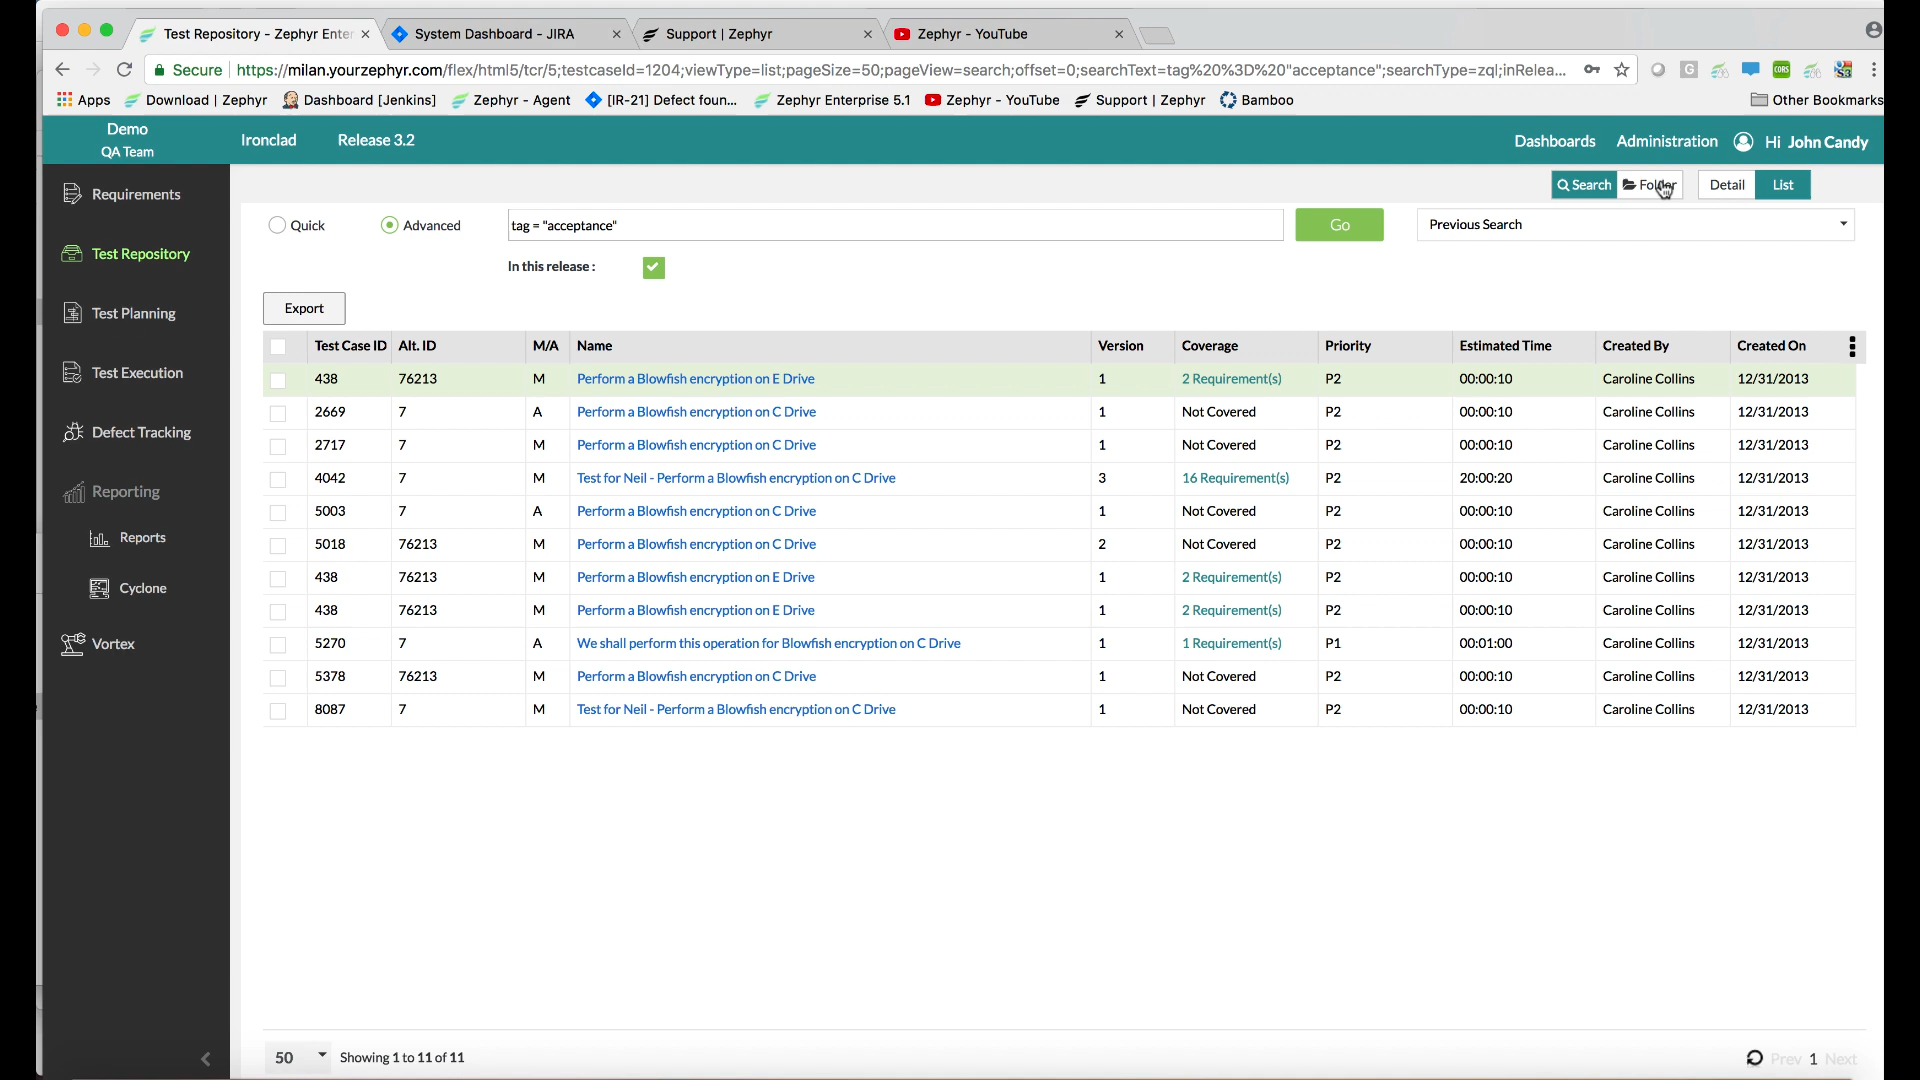 Test Repository - Zephyr Enter
System Dashboard - JIRA
Support | Zephyr
Zephyr - YouTube
Secure
https://milan.yourzephyr.com/flex/html5/tcr/5;testcaseId=1204;viewType=list;pageSize=50;pageView=search;offset=0;searchText=tag%20%3D%20"acceptance";searchType=zql;inRelea...
Apps
Download | Zephyr
Dashboard [Jenkins]
Zephyr - Agent
[IR-21] Defect foun...
Zephyr Enterprise 5.1
Zephyr - YouTube
Support | Zephyr
Bamboo
Other Bookmarks
Demo
QA Team
Ironclad
Release 3.2
Dashboards
Administration
Hi John Candy
Requirements
Test Repository
Test Planning
Test Execution
Defect Tracking
Reporting
Reports
Cyclone
Vortex
Search
Folder
Detail
List
Quick
Advanced
tag = "acceptance"
Go
Previous Search
In this release :
Export
Test Case ID Alt. ID M/A Name Version Coverage Priority Estimated Time Created By Created On
438 76213 M Perform a Blowfish encryption on E Drive 1 2 Requirement(s) P2 00:00:10 Caroline Collins 12/31/2013
2669 7 A Perform a Blowfish encryption on C Drive 1 Not Covered P2 00:00:10 Caroline Collins 12/31/2013
2717 7 M Perform a Blowfish encryption on C Drive 1 Not Covered P2 00:00:10 Caroline Collins 12/31/2013
4042 7 M Test for Neil - Perform a Blowfish encryption on C Drive 3 16 Requirement(s) P2 20:00:20 Caroline Collins 12/31/2013
5003 7 A Perform a Blowfish encryption on C Drive 1 Not Covered P2 00:00:10 Caroline Collins 12/31/2013
5018 76213 M Perform a Blowfish encryption on C Drive 2 Not Covered P2 00:00:10 Caroline Collins 12/31/2013
438 76213 M Perform a Blowfish encryption on E Drive 1 2 Requirement(s) P2 00:00:10 Caroline Collins 12/31/2013
438 76213 M Perform a Blowfish encryption on E Drive 1 2 Requirement(s) P2 00:00:10 Caroline Collins 12/31/2013
5270 7 A We shall perform this operation for Blowfish encryption on C Drive 1 1 Requirement(s) P1 00:01:00 Caroline Collins 12/31/2013
5378 76213 M Perform a Blowfish encryption on C Drive 1 Not Covered P2 00:00:10 Caroline Collins 12/31/2013
8087 7 M Test for Neil - Perform a Blowfish encryption on C Drive 1 Not Covered P2 00:00:10 Caroline Collins 12/31/2013
50
Showing 1 to 11 of 11
Prev 1 Next